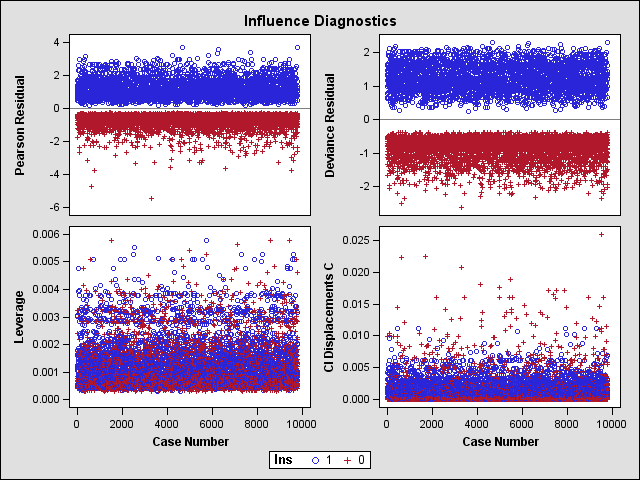 Influence Diagnostics
Pearson Residual
4
2
0
-2
-4
-6
Deviance Residual
2
1
0
-1
-2
Leverage
0.006
0.005
0.004
0.003
0.002
0.001
0.000
0 2000 4000 6000 8000 10000
Case Number
CI Displacements C
0.025
0.020
0.015
0.010
0.005
0.000
0 2000 4000 6000 8000 10000
Case Number
Ins 1 0